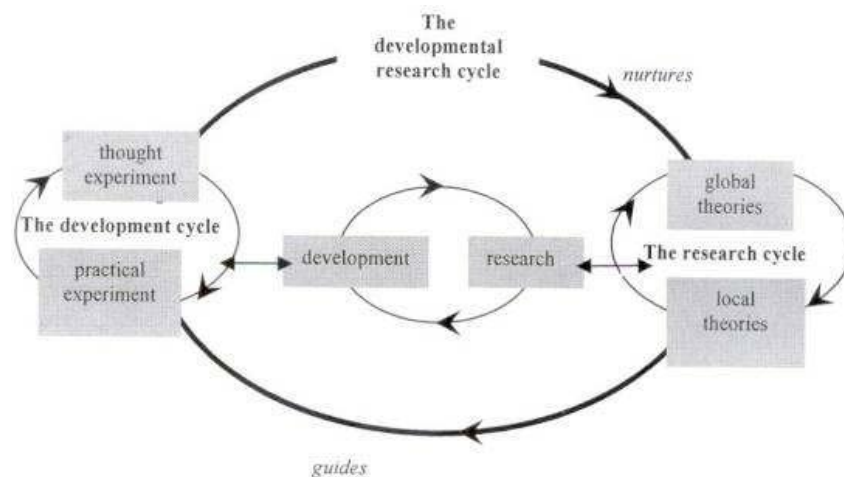 The
developmental
research cycle
nurtures
thought
experiment
global
theories
The development cycle
development
research
The research cycle
practical
experiment
local
theories
guides